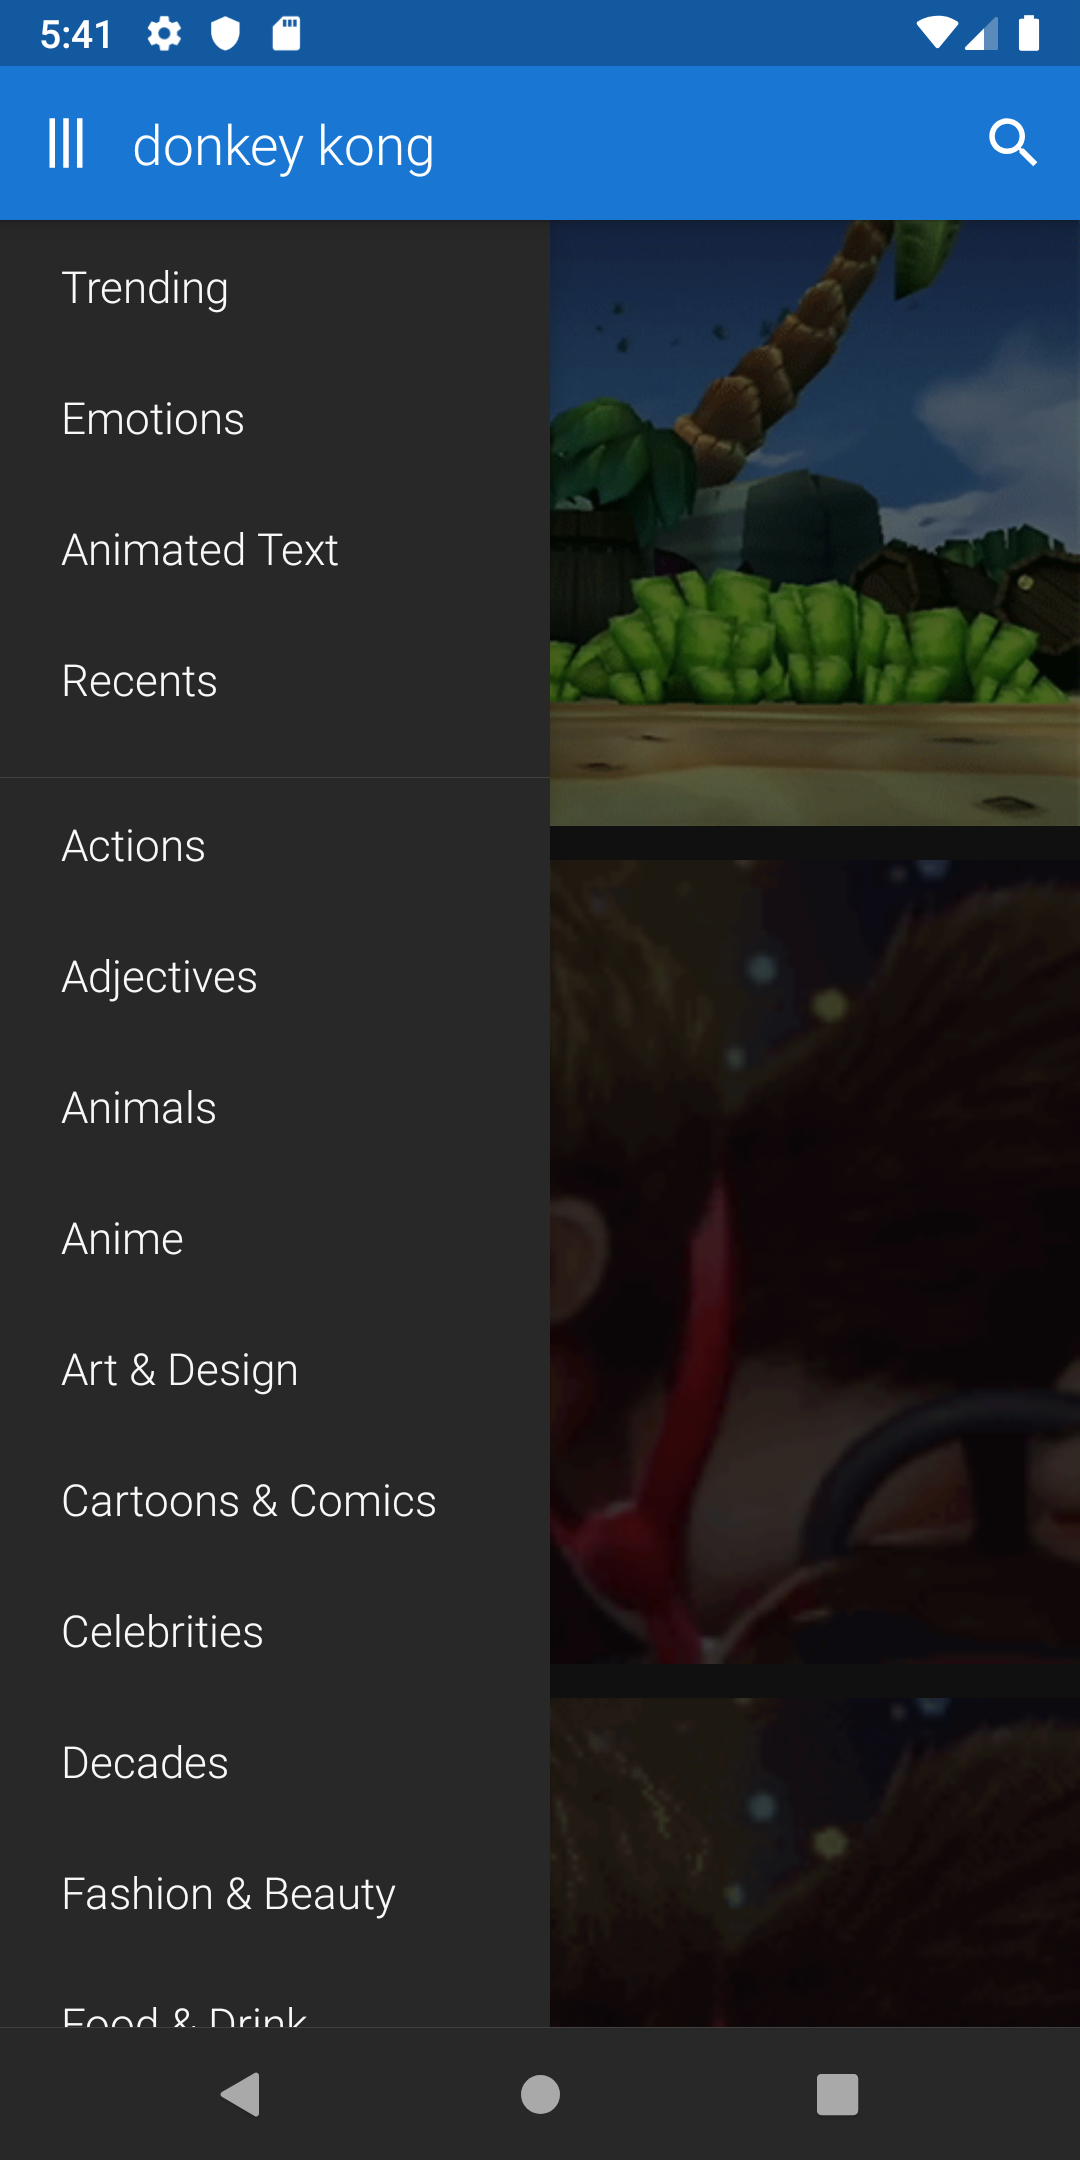 5:41
donkey kong
Trending
Emotions
Animated Text
Recents
Actions
Adjectives
Animals
Anime
Art & Design
Cartoons & Comics
Celebrities
Decades
Fashion & Beauty
Food & Drink